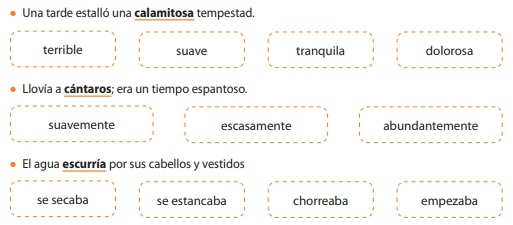 • Una tarde estalló una calamitosa tempestad.
terrible suave tranquila dolorosa
• Llovía a cántaros; era un tiempo espantoso.
suavemente escasamente abundantemente
• El agua escurría por sus cabellos y vestidos
se secaba se estancaba chorreaba empezaba